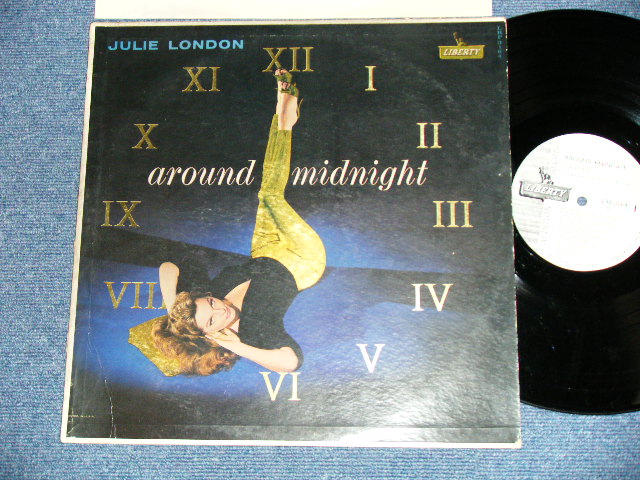 JULIE LONDON
LIBERTY
XII
XI
I
X
II
around midnight
IX
III
VIII
IV
V
VI
LIBERTY